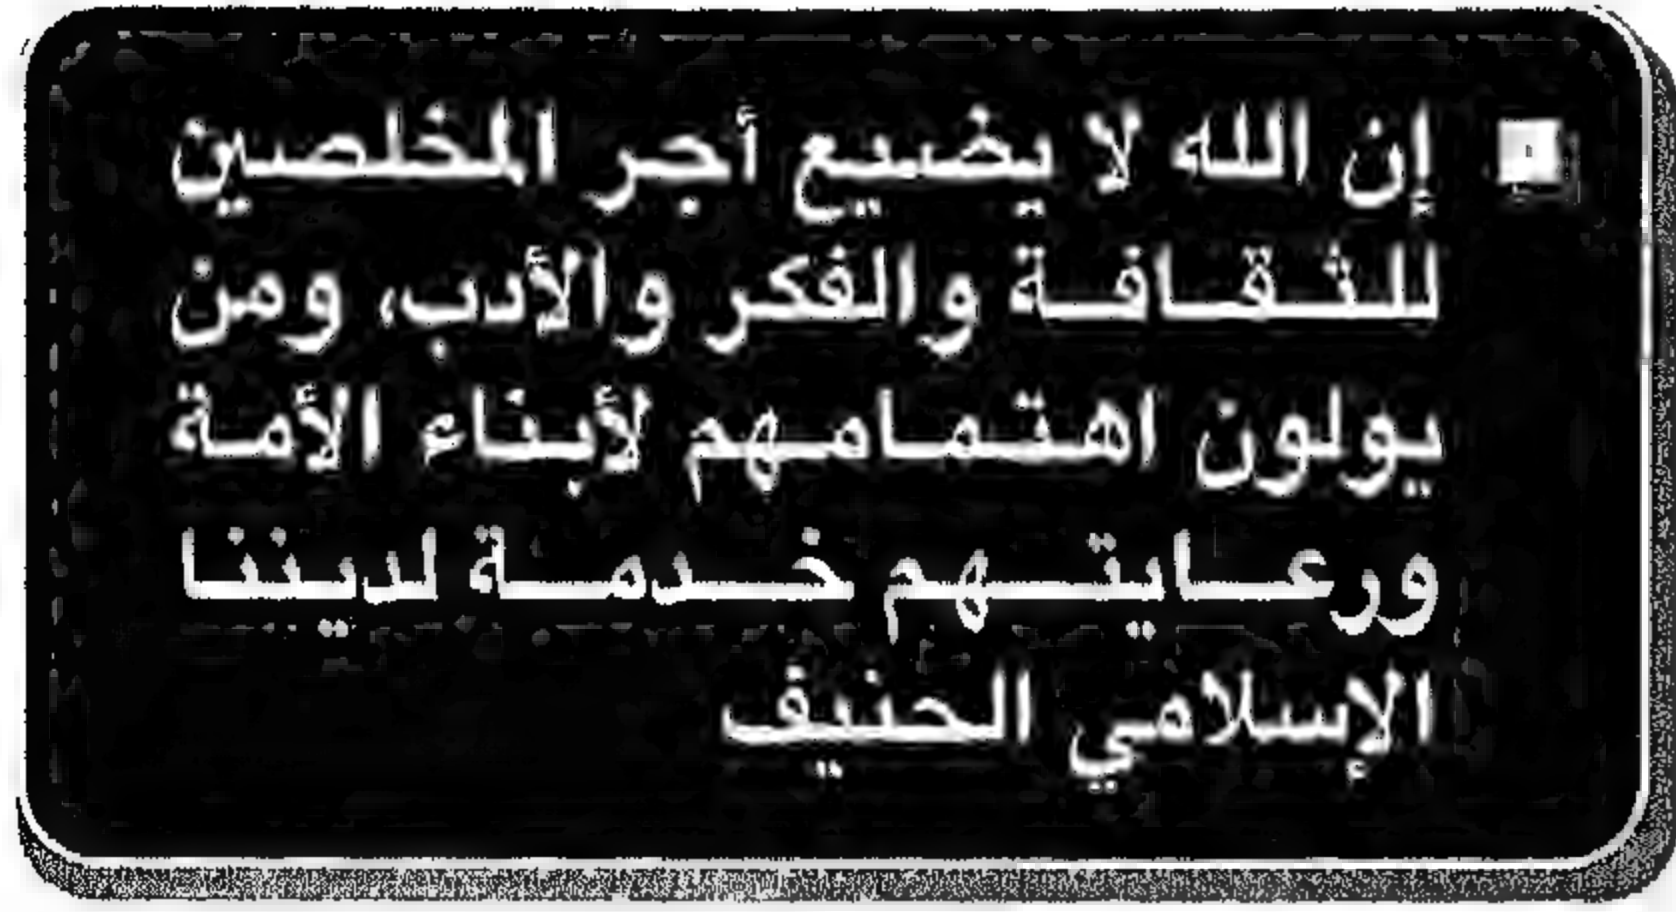 ■ إن الله لا يضيع أجر المخلصين
للثقافة والفكر والأدب، ومن
يولون اهتمامهم لأبناء الأمة
ورعايتهم خدمة لديننا
الإسلامي الحنيف